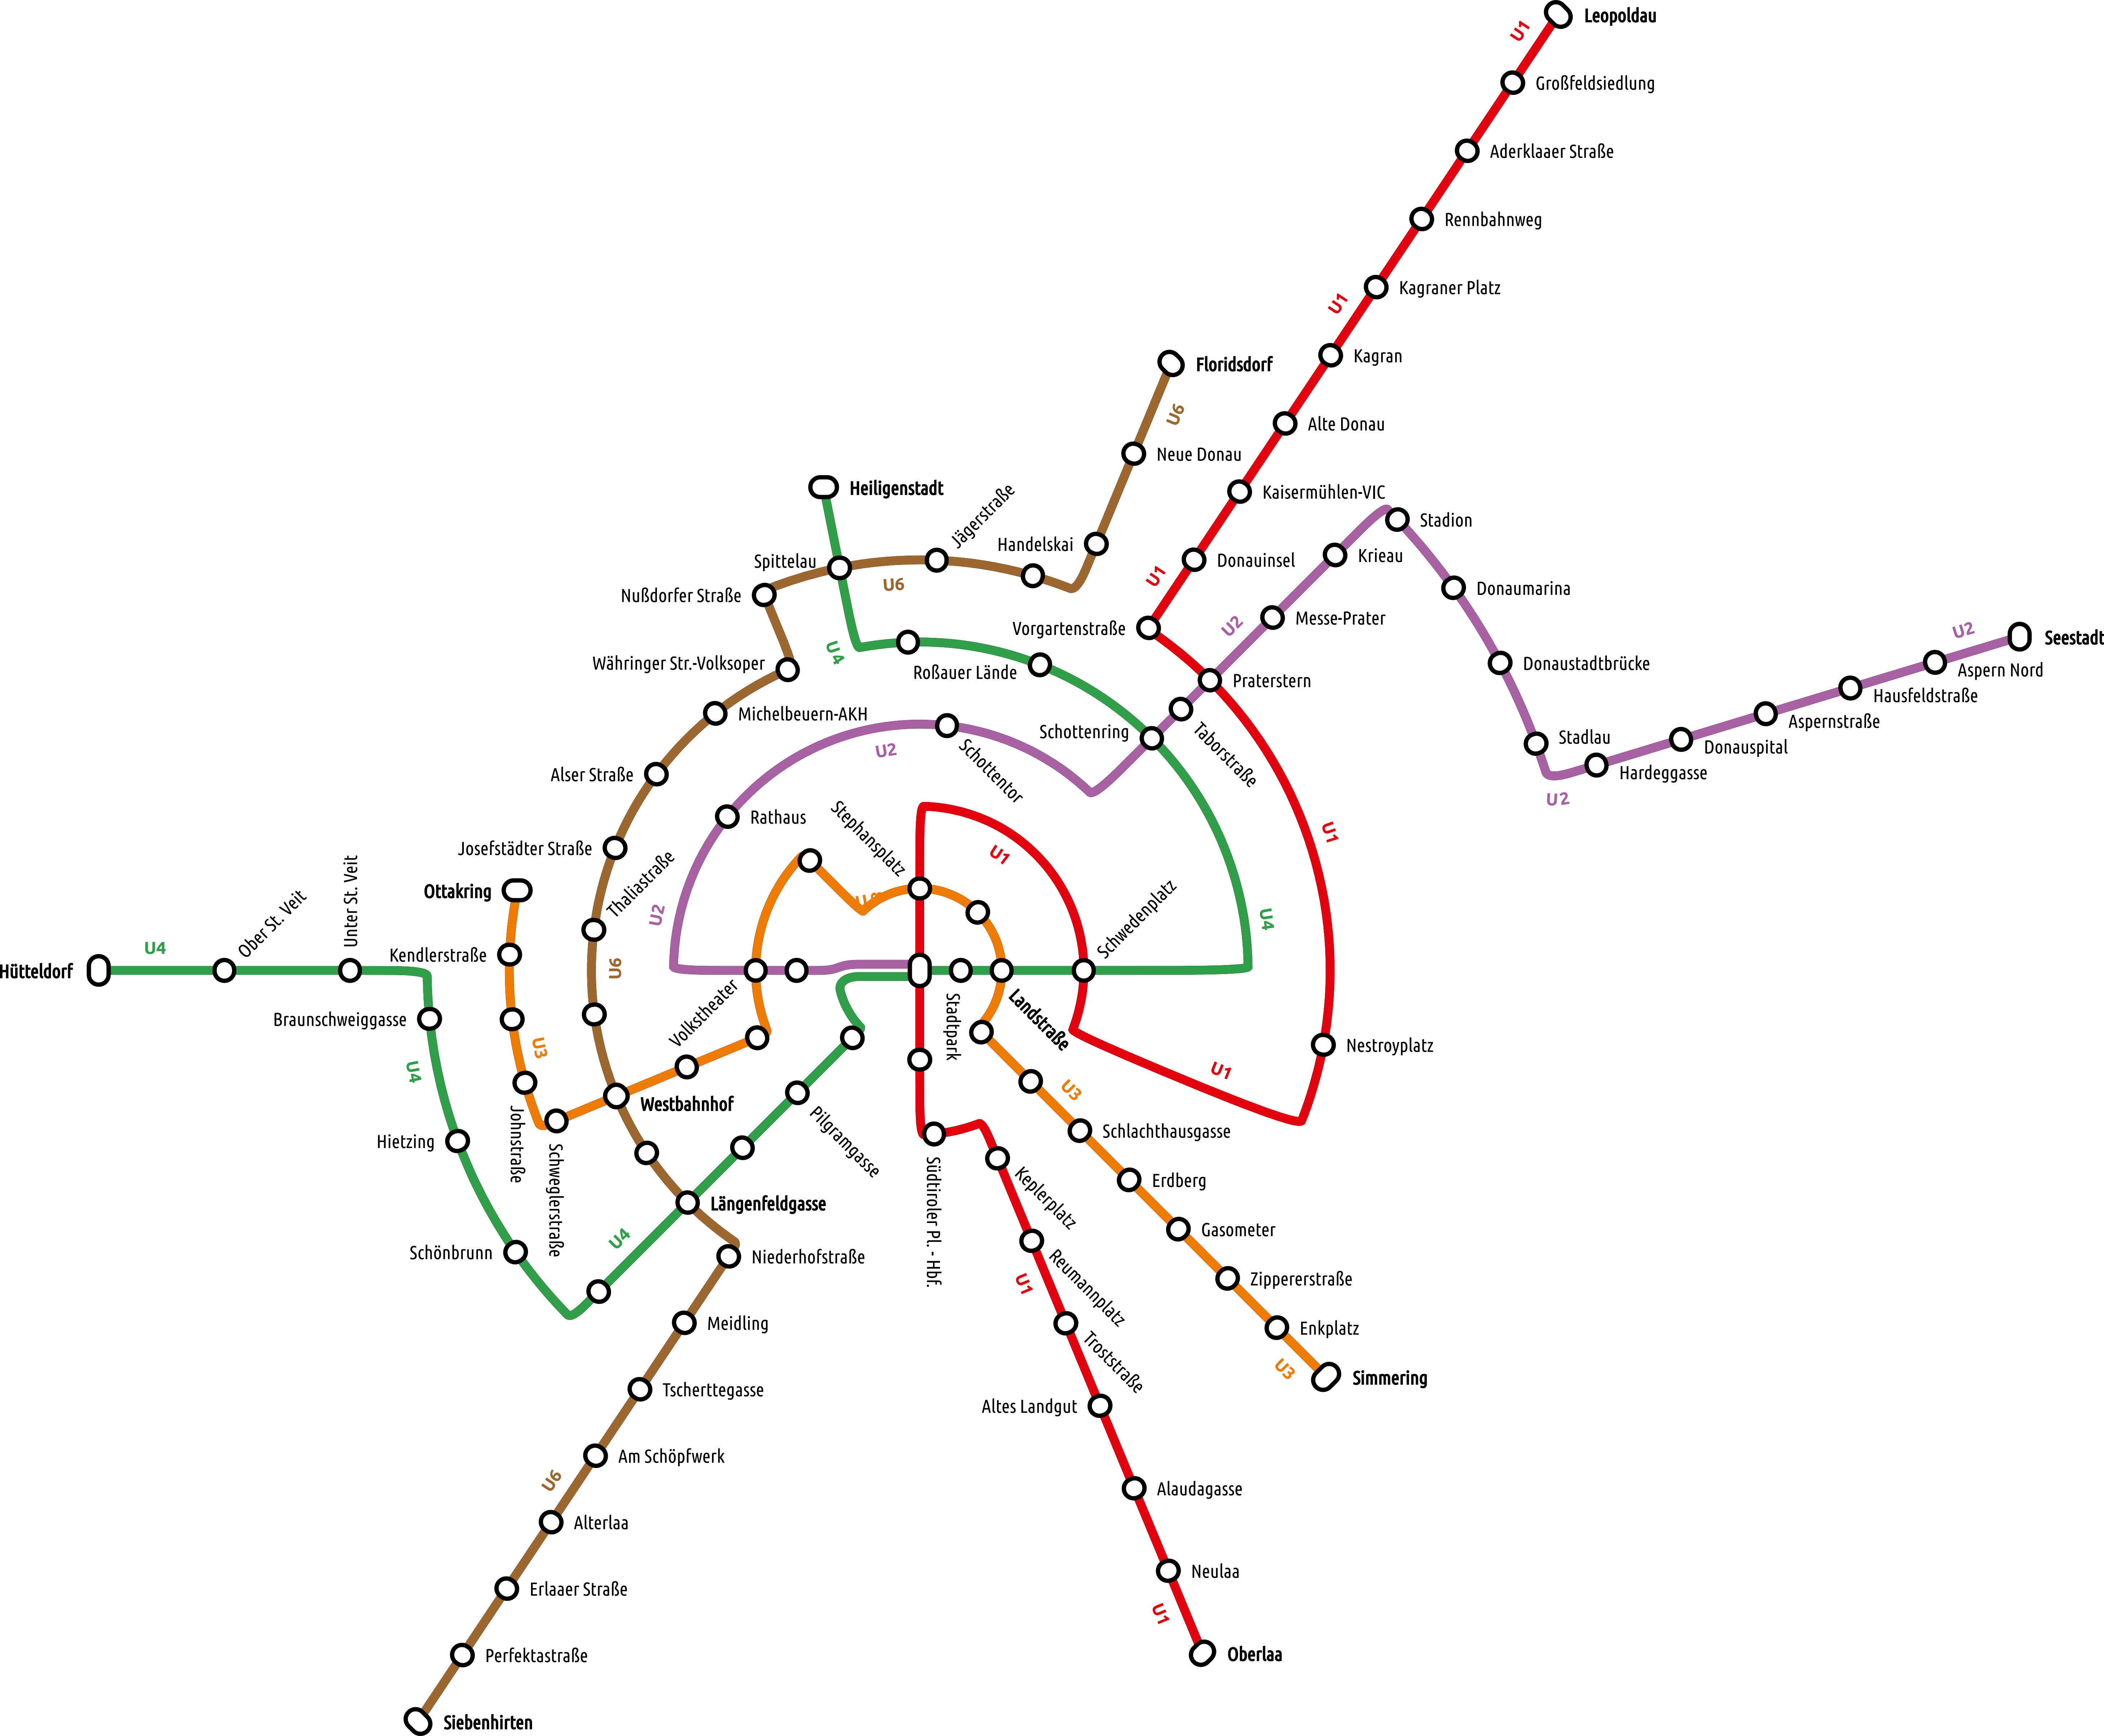 U1
Leopoldau
Großfeldsiedlung
Aderklaaer Straße
Rennbahnweg
Kagraner Platz
U1
Kagran
Floridsdorf
U6
Alte Donau
Neue Donau
Heiligenstadt
Jägerstraße
Kaisermühlen-VIC
Stadion
Handelskai
Krieau
Spittelau
Donauinsel
U6
U1
Donaumarina
Nußdorfer Straße
Messe-Prater
U2
Vorgartenstraße
U2
Seestadt
U4
Währinger Str.-Volksoper
Roßauer Lände
Donaustadtbrücke
Aspern Nord
Praterstern
Hausfeldstraße
Michelbeuern-AKH
Aspernstraße
Schottenring
Taborstraße
Stadlau
Donauspital
U2
Schottentor
Hardeggasse
Alser Straße
U2
Rathaus
Stephansplatz
U1
U1
Josefstädter Straße
Thaliastraße
Ottakring
Unter St. Veit
Ober St. Veit
U2
U4
Schwedenplatz
U4
Kendlerstraße
Hütteldorf
U6
Volkstheater
Stadtpark
Landstraße
Braunschweiggasse
U3
Nestroyplatz
U4
U1
U3
Westbahnhof
Johnstraße
Schweglerstraße
Pilgramgasse
Hietzing
Schlachthausgasse
Südtiroler Pl. - Hbf.
Keplerplatz
Erdberg
Längenfeldgasse
U4
Gasometer
Schönbrunn
Niederhofstraße
Reumannplatz
U1
Zippererstraße
Meidling
Troststraße
Enkplatz
U3
Simmering
Tscherttegasse
Altes Landgut
Am Schöpfwerk
U6
Alaudagasse
Alterlaa
Neulaa
Erlaaer Straße
U1
Perfektastraße
Oberlaa
Siebenhirten